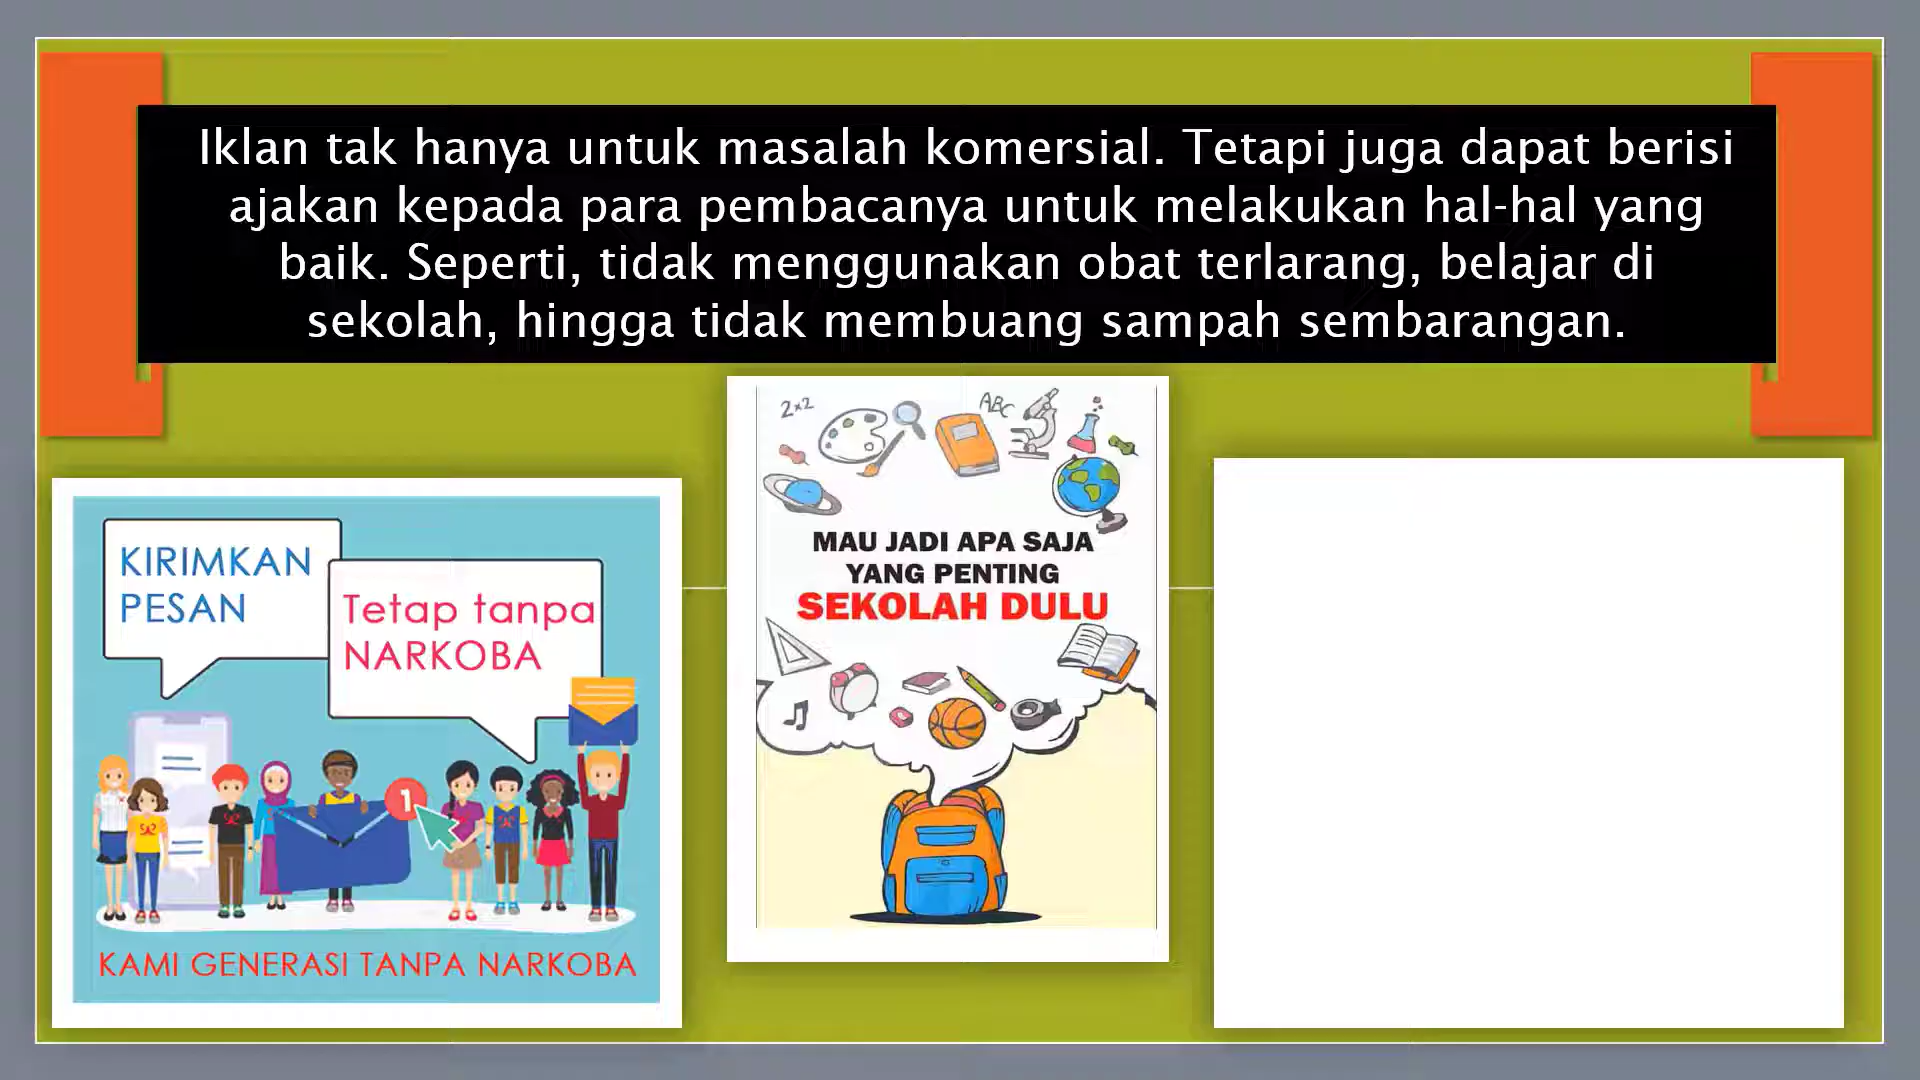 Iklan tak hanya untuk masalah komersial. Tetapi juga dapat berisi
ajakan kepada para pembacanya untuk melakukan hal-hal yang
baik. Seperti, tidak menggunakan obat terlarang, belajar di
sekolah, hingga tidak membuang sampah sembarangan.
KIRIMKAN
PESAN
Tetap tanpa
NARKOBA
1
KAMI GENERASI TANPA NARKOBA
2x2
ABC
MAU JADI APA SAJA
YANG PENTING
SEKOLAH DULU